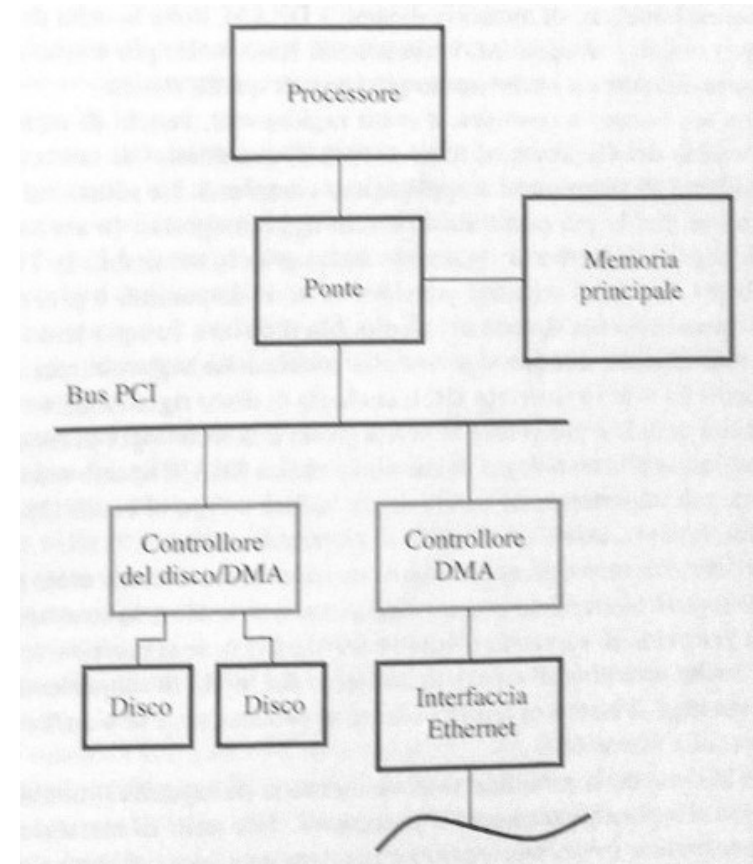 Processore
Ponte
Memoria
principale
Bus PCI
Controllore
del disco/DMA
Controllore
DMA
Disco
Disco
Interfaccia
Ethernet